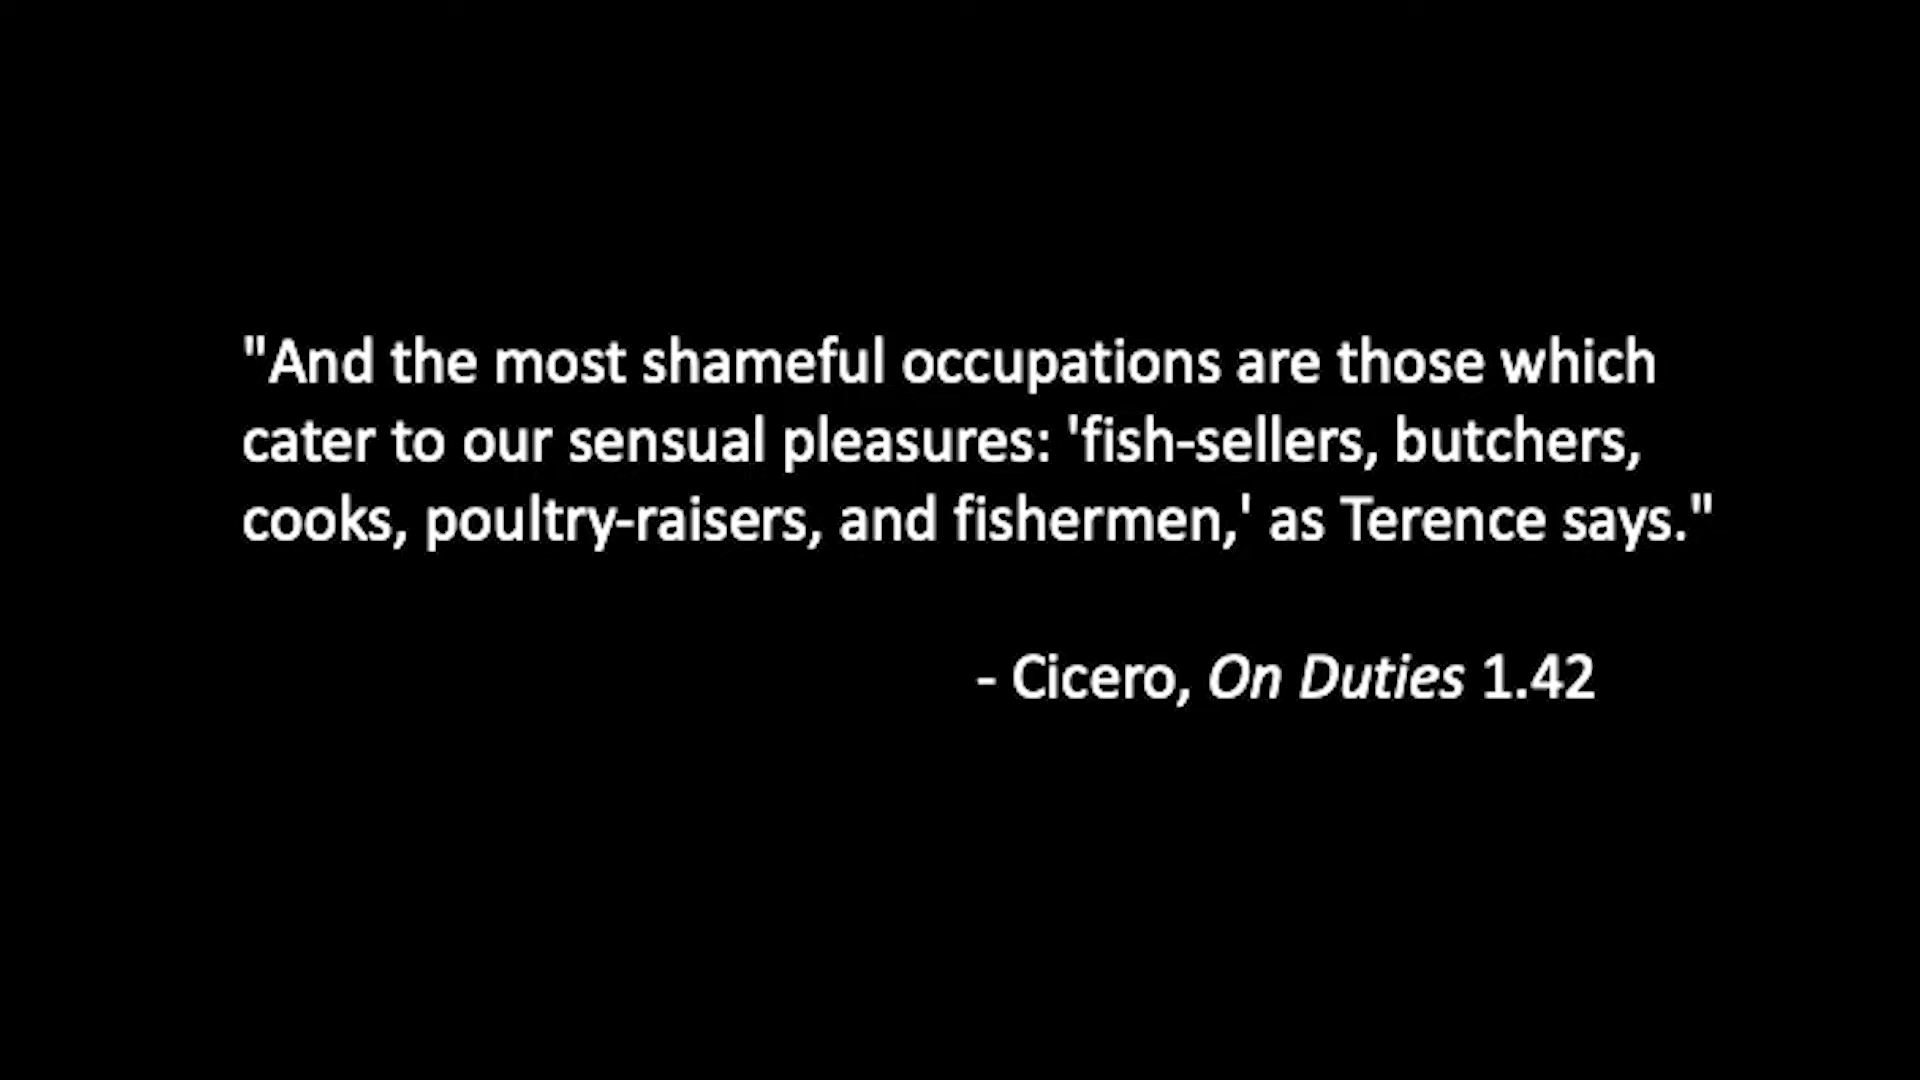 "And the most shameful occupations are those which
cater to our sensual pleasures: 'fish-sellers, butchers,
cooks, poultry-raisers, and fishermen,' as Terence says."
- Cicero, On Duties 1.42